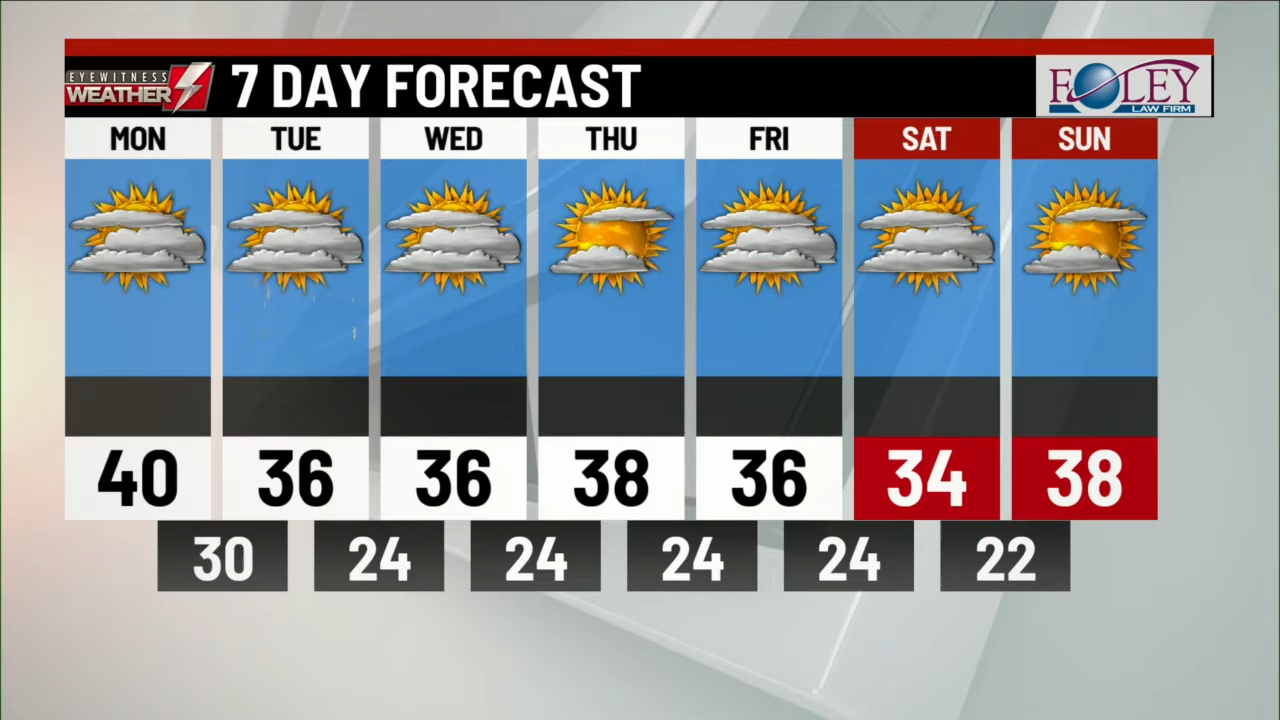 EYEWITNESS
WEATHER
7 DAY FORECAST
FOLEY
LAW FIRM
MON TUE WED THU FRI SAT SUN
40 36 36 38 36 34 38
30 24 24 24 24 22